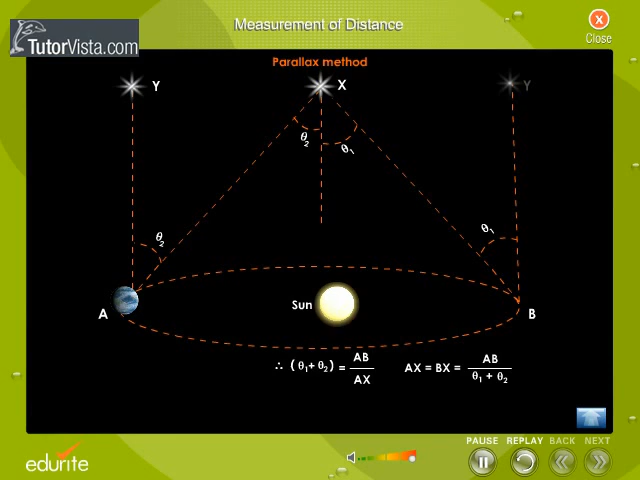 Measurement of Distance
Close
TutorVista.com
Parallax method
Y
X
Y
θ2
θ1
θ2
θ1
A
Sun
B
∴ (θ1+ θ2) = AB/AX
AX = BX = AB/θ1 + θ2
PAUSE REPLAY BACK NEXT
edurite